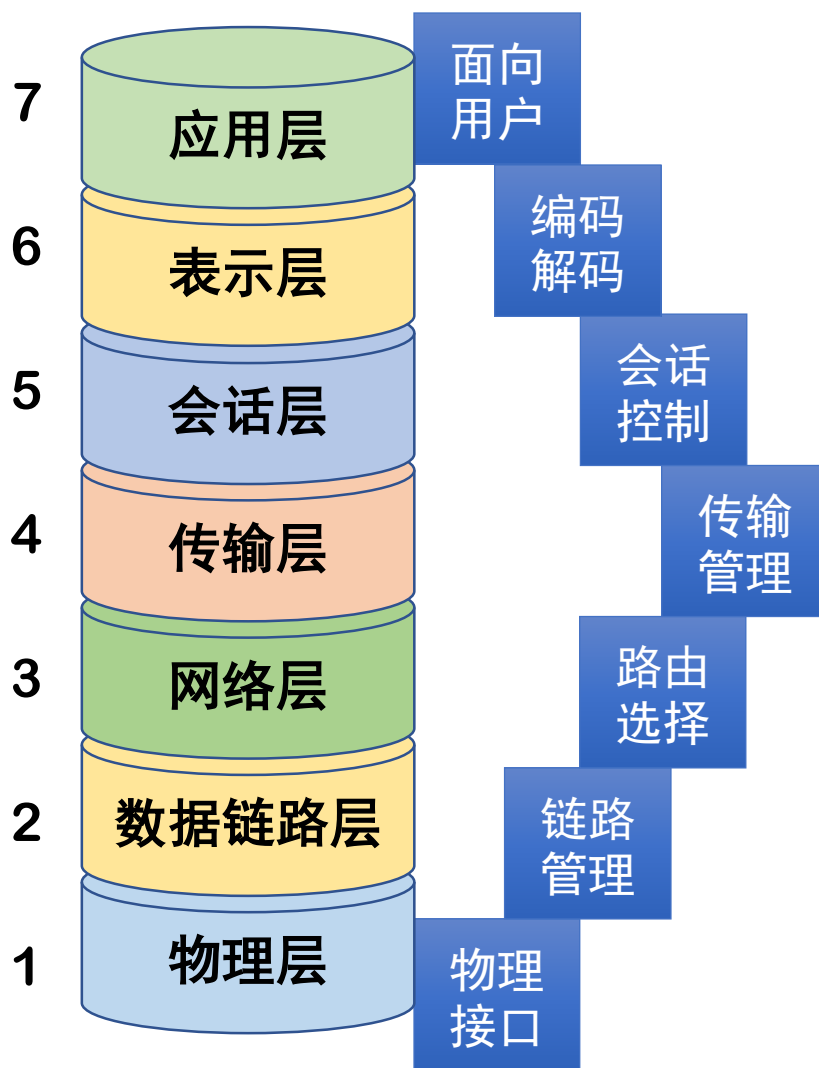 7
应用层
面向
用户
6
表示层
编码
解码
5
会话层
会话
控制
4
传输层
传输
管理
3
网络层
路由
选择
2
数据链路层
链路
管理
1
物理层
物理
接口